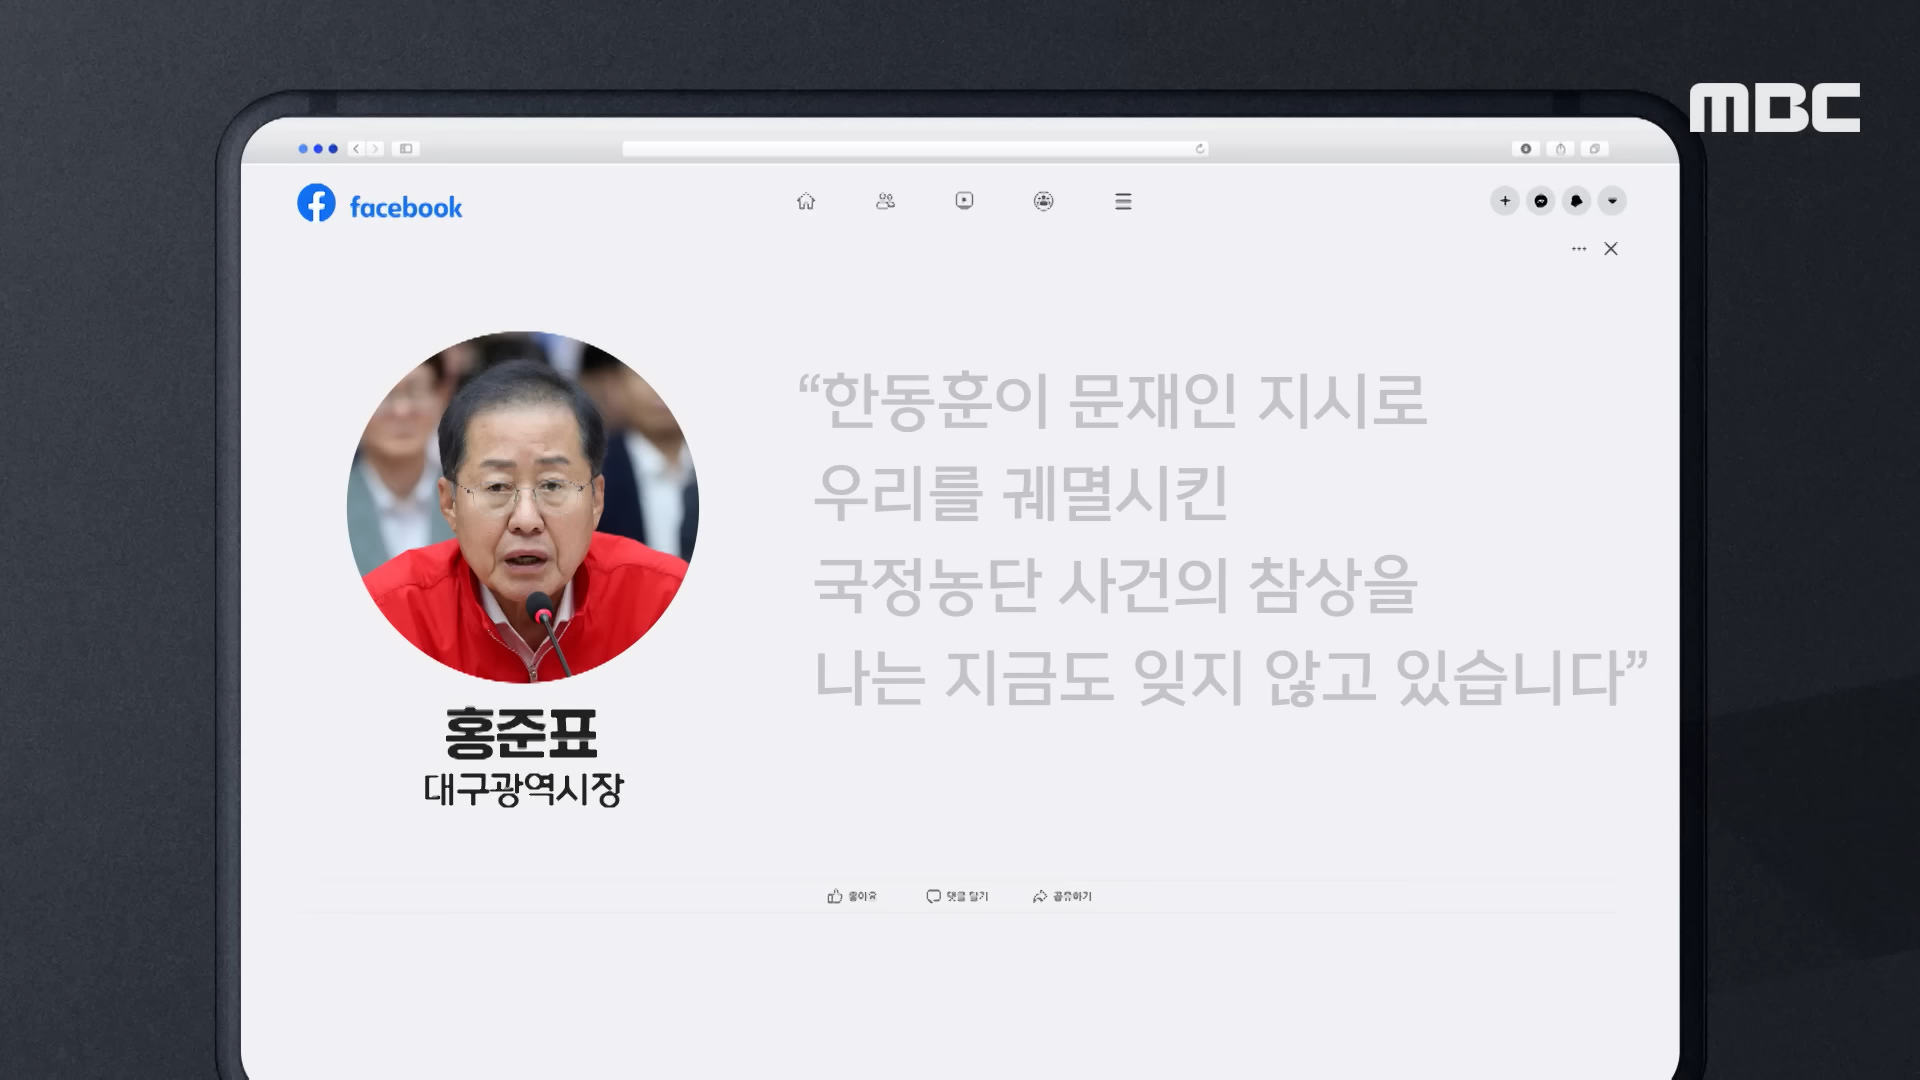 MBC
facebook
“한동훈이 문재인 지시로
우리를 궤멸시킨
국정농단 사건의 참상을
나는 지금도 잊지 않고 있습니다”
홍준표
대구광역시장
좋아요 댓글 달기 공유하기